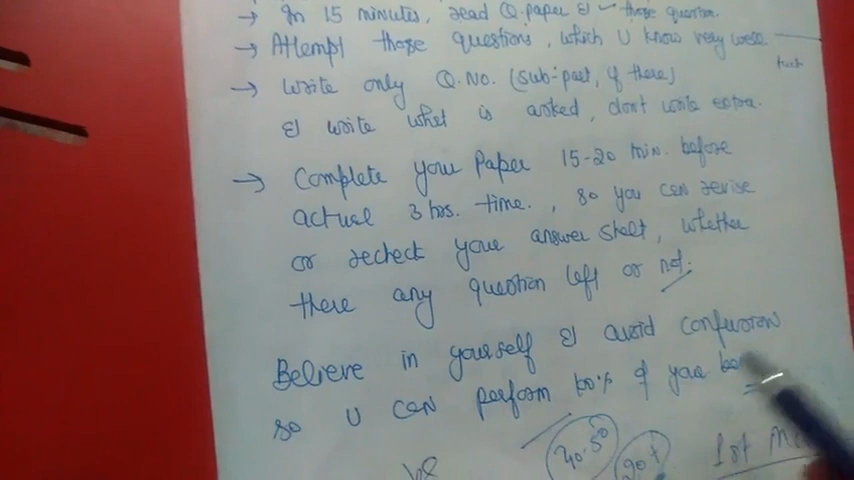 → In 15 minutes, read Q.paper & ✓ those question.
→ Attempt those questions, which U know very well.
→ Write only Q.No. (sub-part, if there)
& write what is asked, dont write extra.
→ Complete your Paper 15-20 min. before
actual 3 hrs. time., so you can revise
or recheck your answer sheet, whether
there any question left or not.
Believe in yourself & avoid confusion
so U can perform 100% of your
40.50
90+
1st